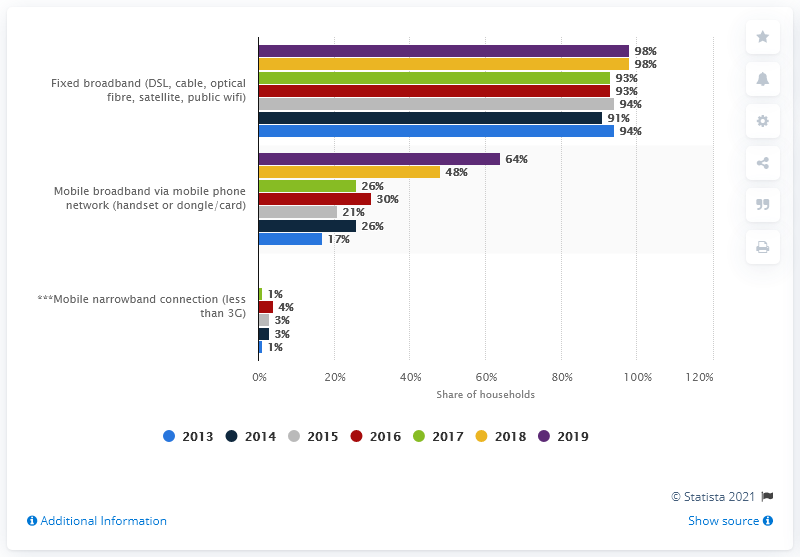 98%
98%
Fixed broadband (DSL, cable, optical
fibre, satellite, public wifi)
93%
93%
94%
91%
94%
64%
48%
Mobile broadband via mobile phone
network (handset or dongle/card)
26%
30%
21%
26%
17%
***Mobile narrowband connection (less
than 3G)
1%
4%
3%
3%
1%
0% 20% 40% 60% 80% 100% 120%
Share of households
2013 2014 2015 2016 2017 2018 2019
© Statista 2021
Additional Information
Show source